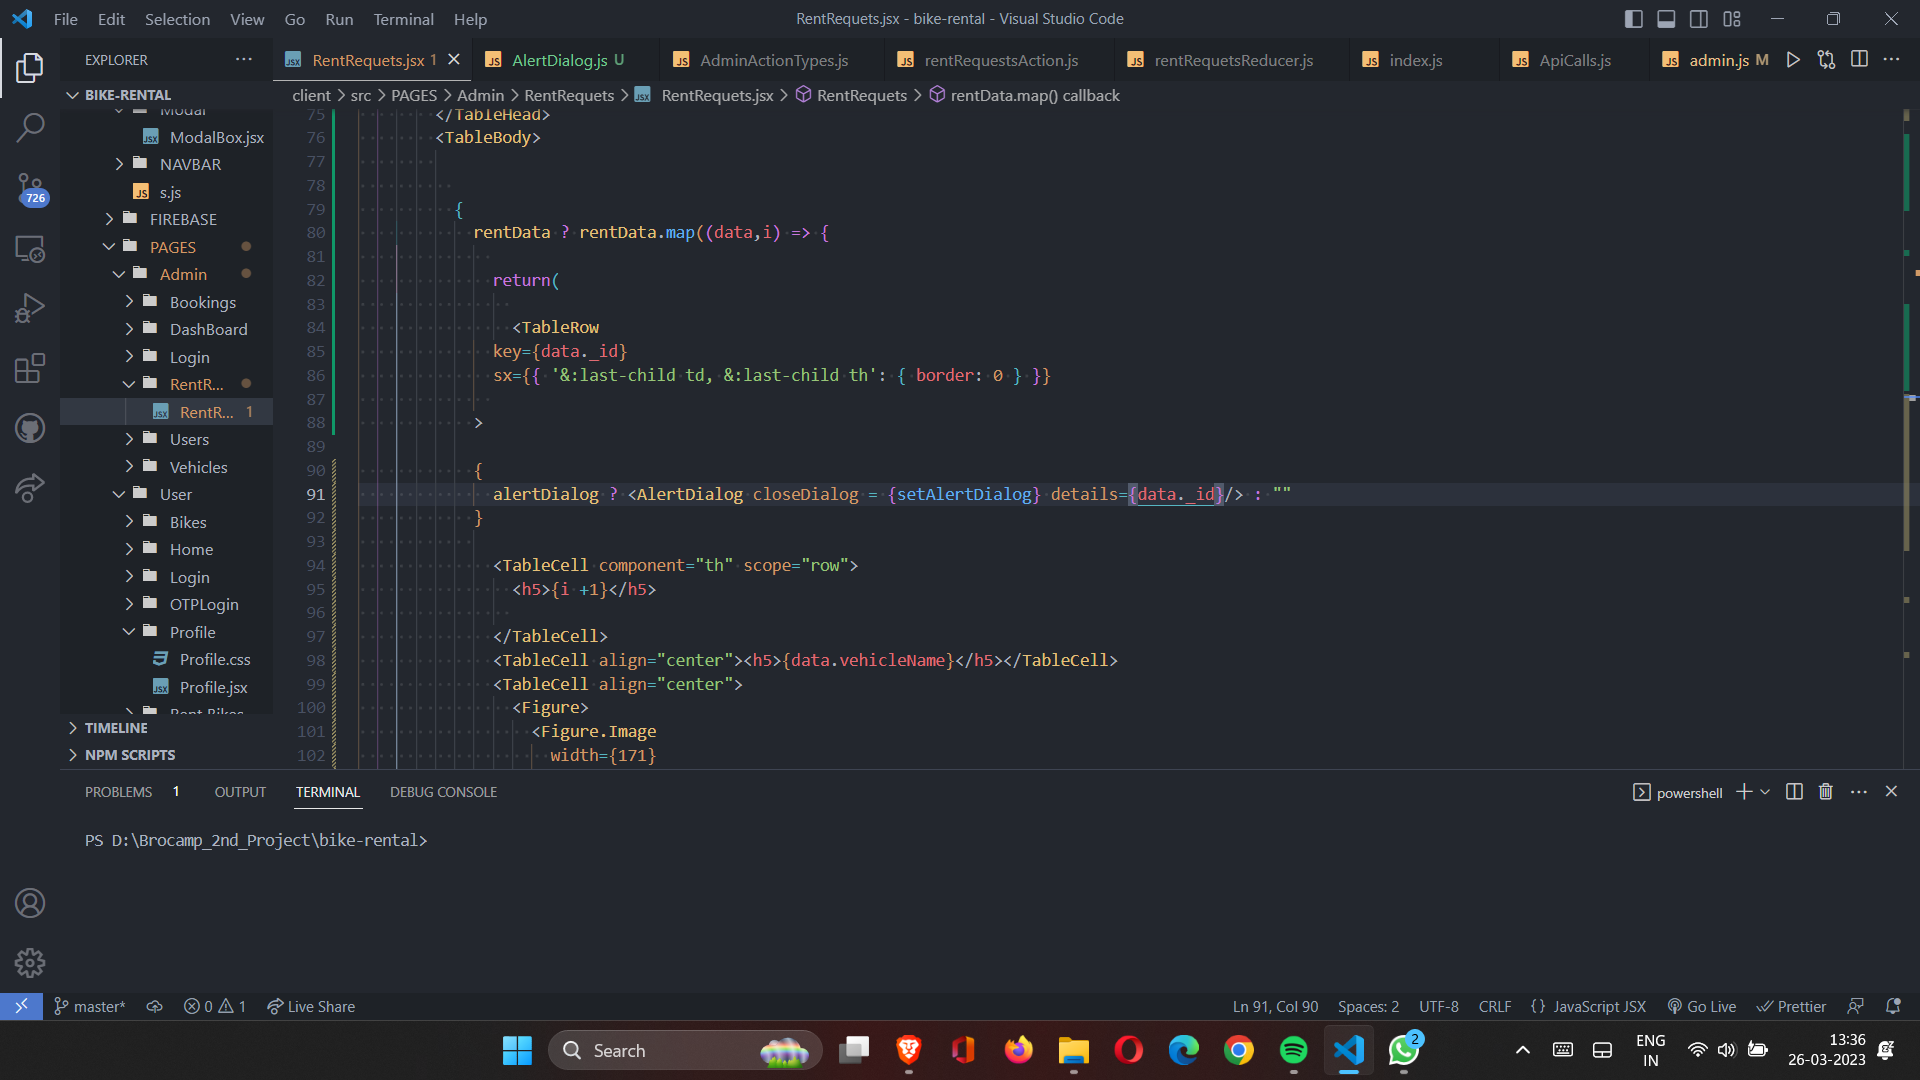 File Edit Selection View Go Run Terminal Help
RentRequets.jsx - bike-rental - Visual Studio Code
EXPLORER
RentRequets.jsx 1
AlertDialog.js U
AdminActionTypes.js
rentRequestsAction.js
rentRequetsReducer.js
index.js
ApiCalls.js
admin.js M
BIKE-RENTAL
client > src > PAGES > Admin > RentRequets > RentRequets.jsx > RentRequets > rentData.map() callback
Modal
ModalBox.jsx
NAVBAR
s.js
FIREBASE
PAGES
Admin
Bookings
DashBoard
Login
RentR...
RentR... 1
Users
Vehicles
User
Bikes
Home
Login
OTPLogin
Profile
Profile.css
Profile.jsx
Rent Bikes
TIMELINE
NPM SCRIPTS
726
75 </TableHead>
76 <TableBody>
77
78
79 {
80 rentData ? rentData.map((data,i) => {
81
82 return(
83
84 <TableRow
85 key={data._id}
86 sx={{ '&:last-child td, &:last-child th': { border: 0 } }}
87
88 >
89
90 {
91 alertDialog ? <AlertDialog closeDialog = {setAlertDialog} details={data._id}/> : ""
92 }
93
94 <TableCell component="th" scope="row">
95 <h5>{i +1}</h5>
96
97 </TableCell>
98 <TableCell align="center"><h5>{data.vehicleName}</h5></TableCell>
99 <TableCell align="center">
100 <Figure>
101 <Figure.Image
102 width={171}
PROBLEMS 1 OUTPUT TERMINAL DEBUG CONSOLE
powershell
PS D:\Brocamp_2nd_Project\bike-rental>
master* 0 1 Live Share
Ln 91, Col 90 Spaces: 2 UTF-8 CRLF {} JavaScript JSX Go Live Prettier
Search
2
ENG
IN
13:36
26-03-2023